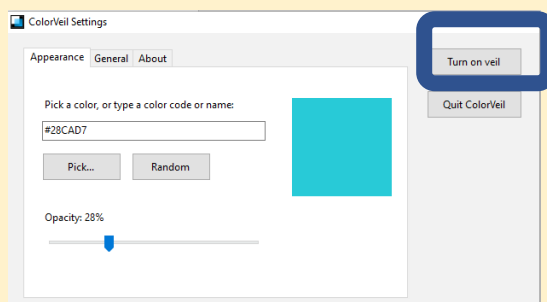 ColorVeil Settings
Appearance General About
Turn on veil
Quit ColorVeil
Pick a color, or type a color code or name:
#28CAD7
Pick... Random
Opacity: 28%